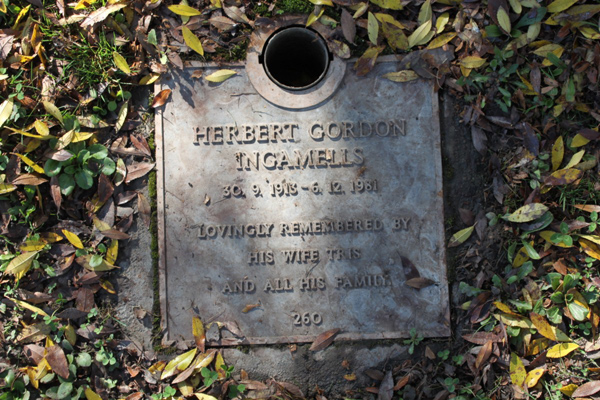 HERBERT GORDON
INGAMELLS
30. 9. 1913 - 6. 12. 1981
LOVINGLY REMEMBERED BY
HIS WIFE TRIS
AND ALL HIS FAMILY.
260